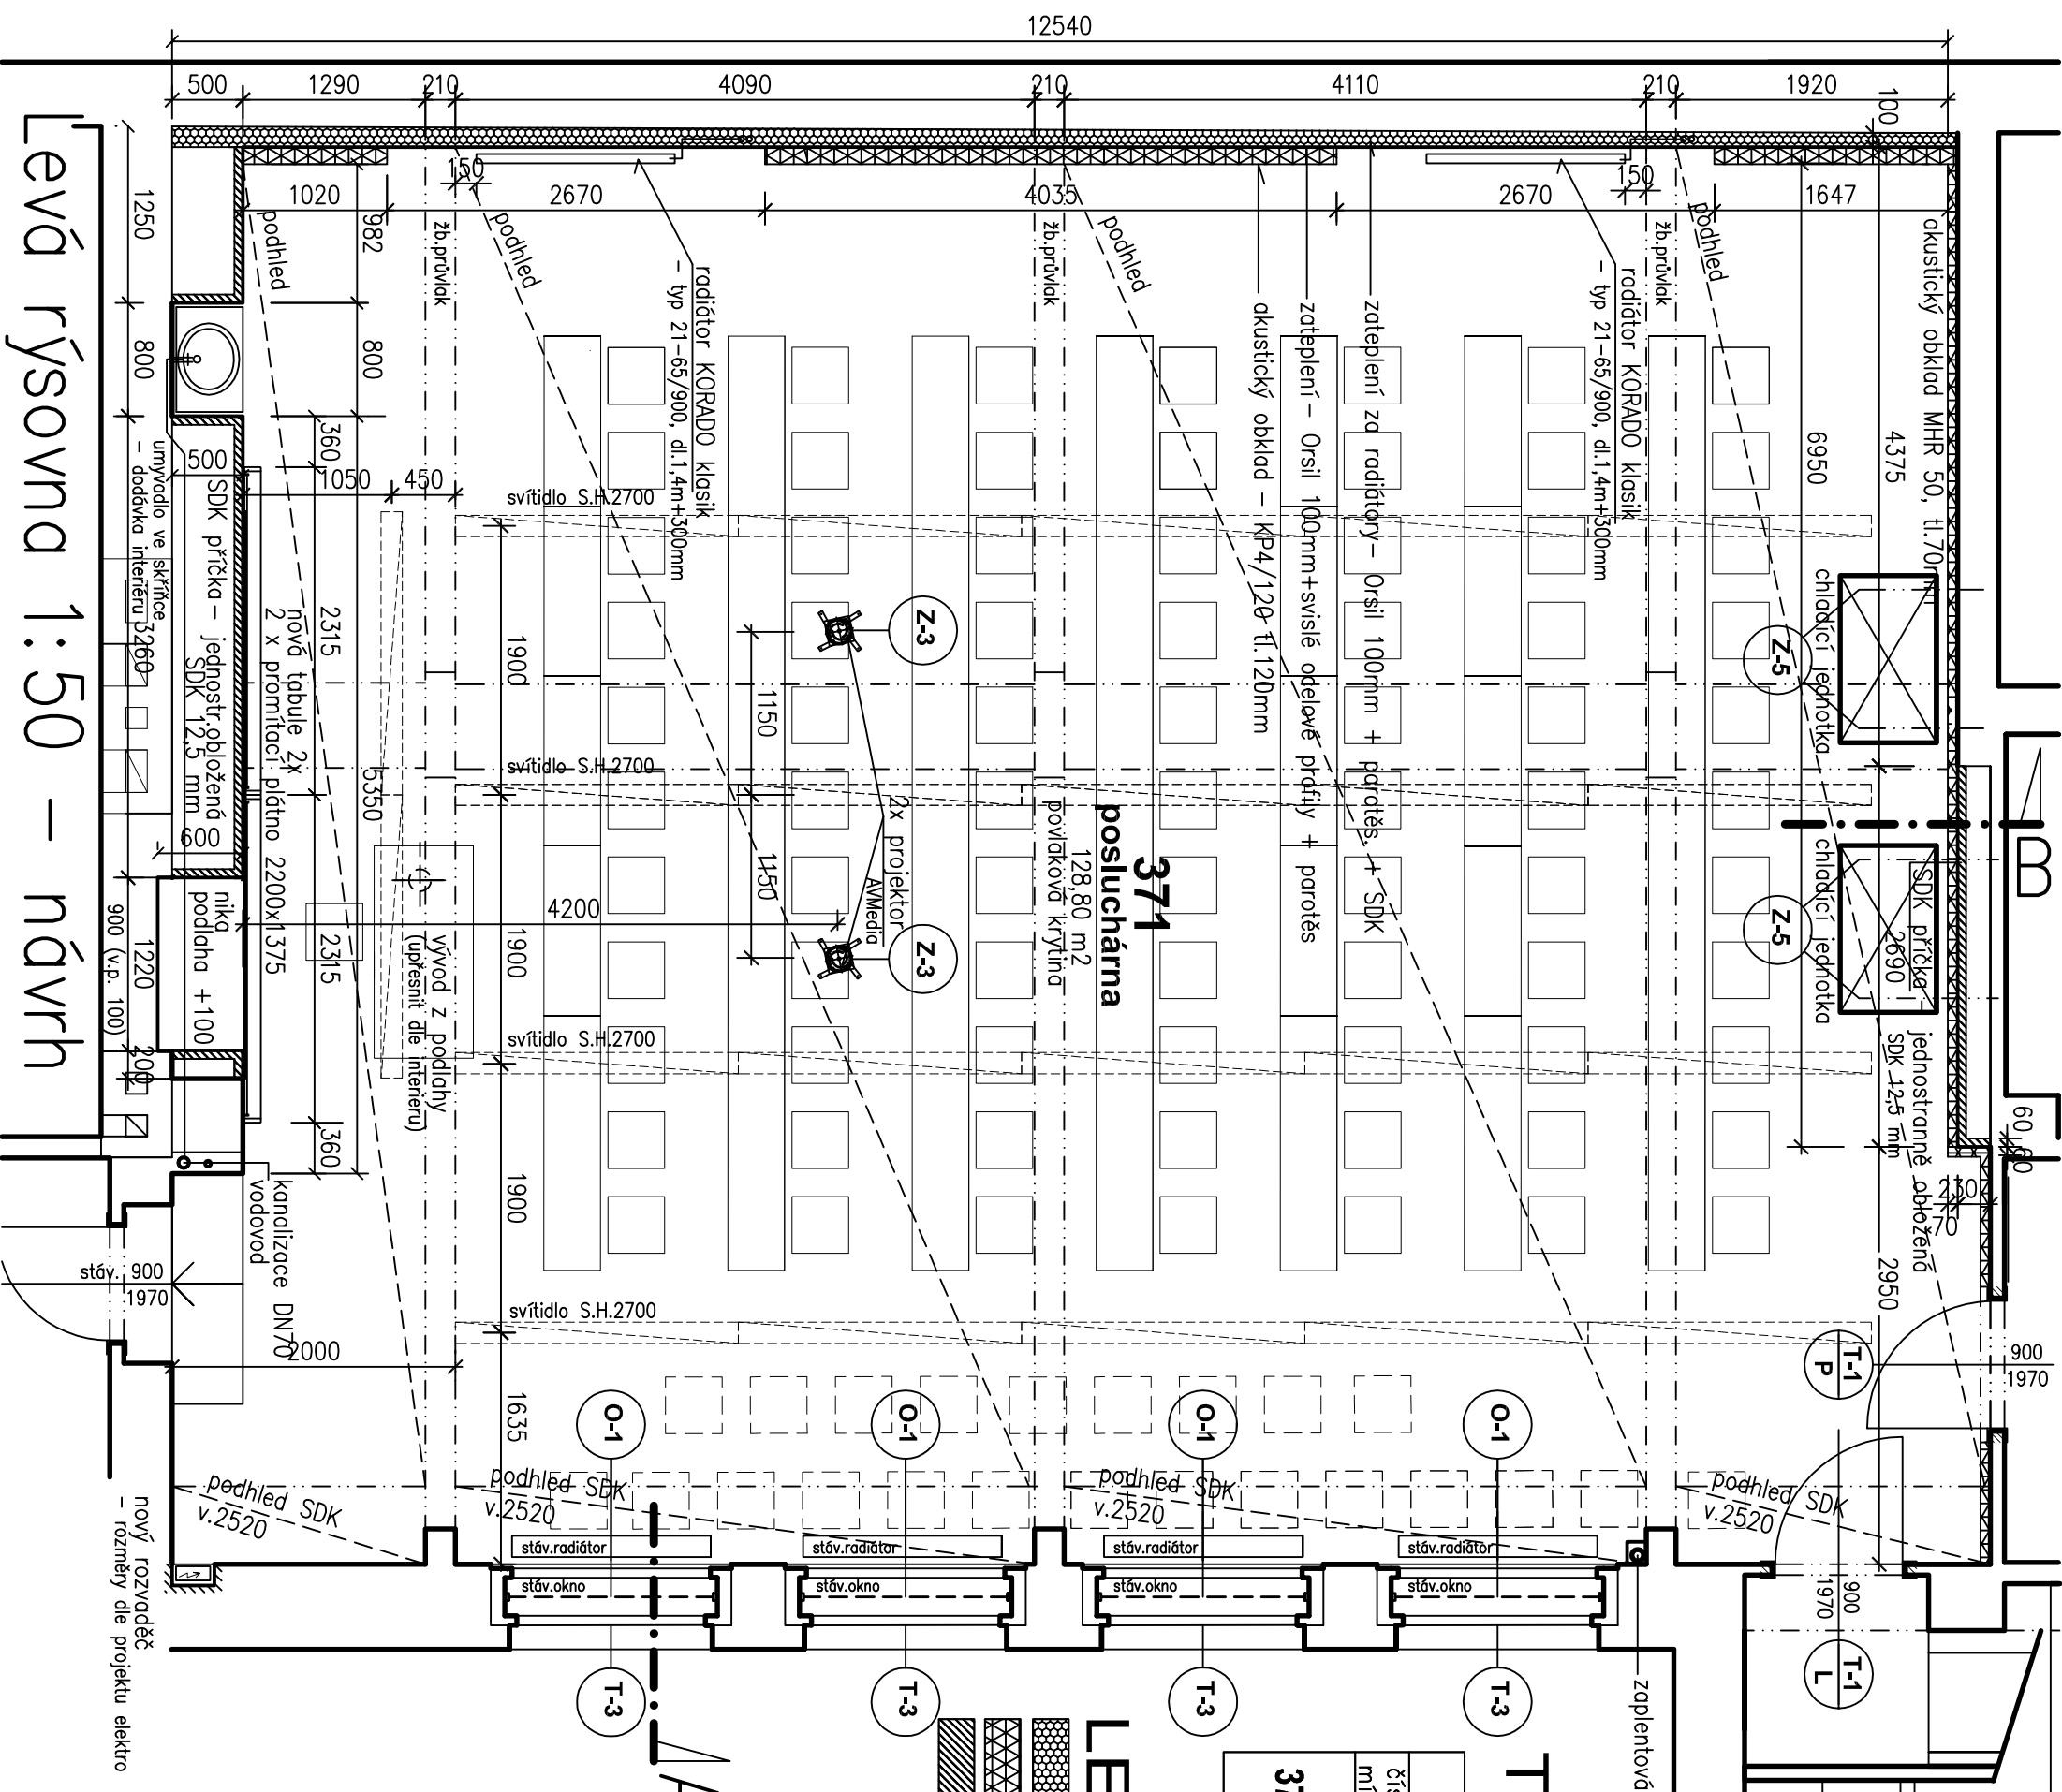 12540
500
1290
210
4090
210
4110
210
1920
100
150
150
1020
2670
4035
2670
1647
Levá rýsovna 1:50 – návrh
1250
800
3260
900 (v.p. 100)
1220
200
982
800
5350
360
2315
2315
360
500
1050
450
600
podhled
podhled
podhled
podhled
žb.průvlak
žb.průvlak
žb.průvlak
radiátor KORADO klasik
– typ 21–65/900, dl.1,4m+300mm
radiátor KORADO klasik
– typ 21–65/900, dl.1,4m+300mm
zateplení za radiátory– Orsil 100mm + parotěs. + SDK
zateplení– Orsil 100mm+svislé ocelové profily + parotěs
akustický obklad – KP4/120 tl.120mm
akustický obklad MHR 50, tl.70mm
4375
6950
2690
2950
chladící jednotka
chladící jednotka
Z-5
Z-5
SDK příčka –
jednostranně obložená
SDK 12,5 mm
B
60
60
230
70
umyvadlo ve skříňce
– dodávka interiéru
SDK příčka – jednostr.obložená
SDK 12,5 mm
nová tabule 2x
2 x promítací plátno 2200x1375
nika
podlaha +100
vývod z podlahy
(upřesnit dle interieru)
kanalizace DN70
vodovod
svítidlo S.H.2700
svítidlo S.H.2700
svítidlo S.H.2700
svítidlo S.H.2700
1900
1900
1900
1635
1150
1150
4200
2000
Z-3
Z-3
2x projektor
AVMedia
371
posluchárna
128,80 m2
povlaková krytina
stáv. 900
1970
900
1970
900
1970
T-1
P
T-1
L
O-1
O-1
O-1
O-1
podhled SDK
v.2520
podhled SDK
v.2520
podhled SDK
v.2520
podhled SDK
v.2520
stáv.radiátor
stáv.radiátor
stáv.radiátor
stáv.radiátor
stáv.okno
stáv.okno
stáv.okno
stáv.okno
T-3
T-3
T-3
T-3
nový rozvaděč
– rozměry dle projektu elektro
zaplentová
LE
T
čís
mí
37